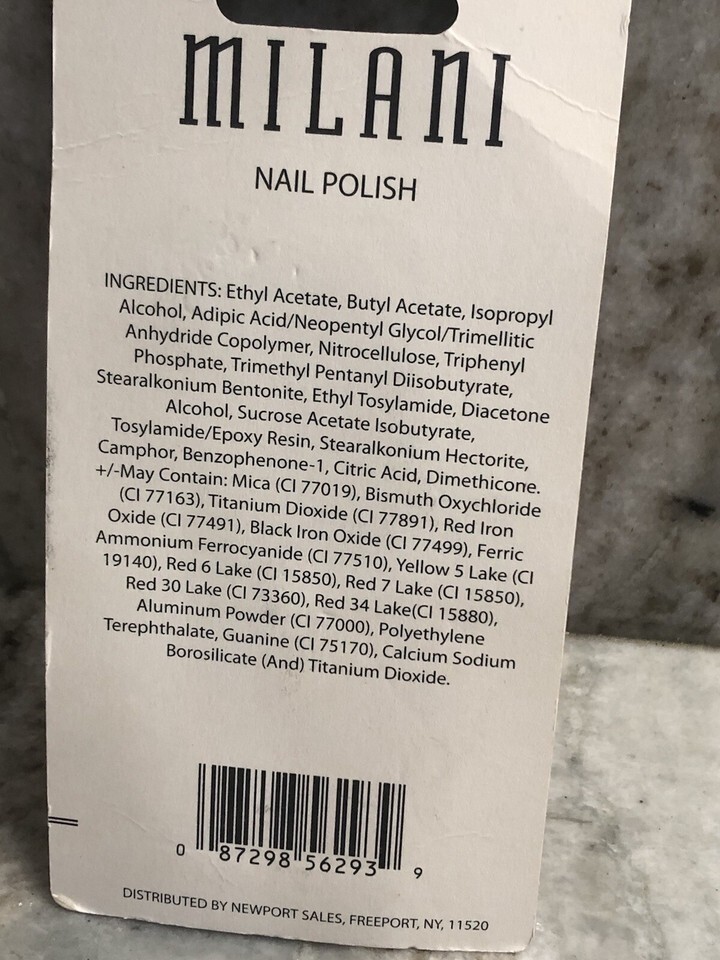 MILANI
NAIL POLISH
INGREDIENTS: Ethyl Acetate, Butyl Acetate, Isopropyl
Alcohol, Adipic Acid/Neopentyl Glycol/Trimellitic
Anhydride Copolymer, Nitrocellulose, Triphenyl
Phosphate, Trimethyl Pentanyl Diisobutyrate,
Stearalkonium Bentonite, Ethyl Tosylamide, Diacetone
Alcohol, Sucrose Acetate Isobutyrate,
Tosylamide/Epoxy Resin, Stearalkonium Hectorite,
Camphor, Benzophenone-1, Citric Acid, Dimethicone.
+/-May Contain: Mica (CI 77019), Bismuth Oxychloride
(CI 77163), Titanium Dioxide (CI 77891), Red Iron
Oxide (CI 77491), Black Iron Oxide (CI 77499), Ferric
Ammonium Ferrocyanide (CI 77510), Yellow 5 Lake (CI
19140), Red 6 Lake (CI 15850), Red 7 Lake (CI 15850),
Red 30 Lake (CI 73360), Red 34 Lake(CI 15880),
Aluminum Powder (CI 77000), Polyethylene
Terephthalate, Guanine (CI 75170), Calcium Sodium
Borosilicate (And) Titanium Dioxide.
0 87298 56293 9
DISTRIBUTED BY NEWPORT SALES, FREEPORT, NY, 11520